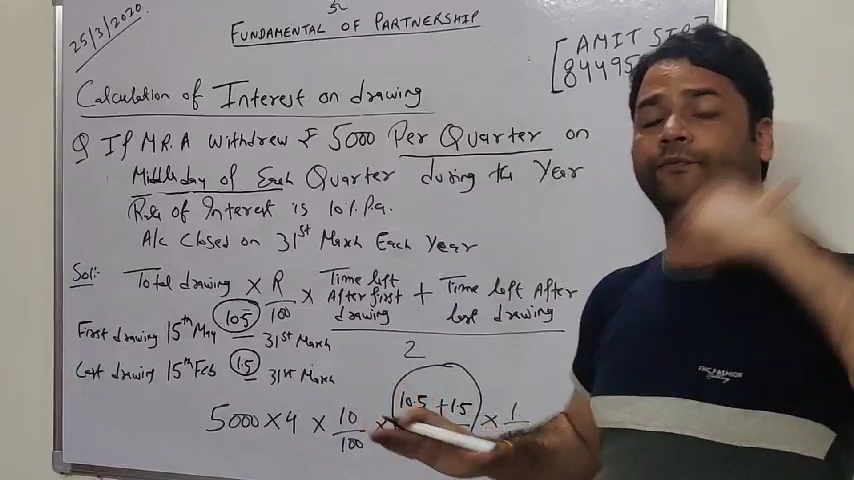 25/3/2020
FUNDAMENTAL OF PARTNERSHIP
[AMIT SIR]
84495
Calculation of Interest on drawing
Q If MR.A withdrew ₹ 5000 Per Quarter on
Middle day of Each Quarter during the Year
Rate of Interest is 10% P.a.
A/c closed on 31st March Each Year
Sol:- Total drawing × R/100 × Time left After first drawing + Time left After last drawing
2
First drawing 15th May 10.5 — 31st March
Last drawing 15th Feb 1.5 — 31st March
5000 × 4 × 10/100 × 10.5 + 1.5 × 1
FHC FASHION